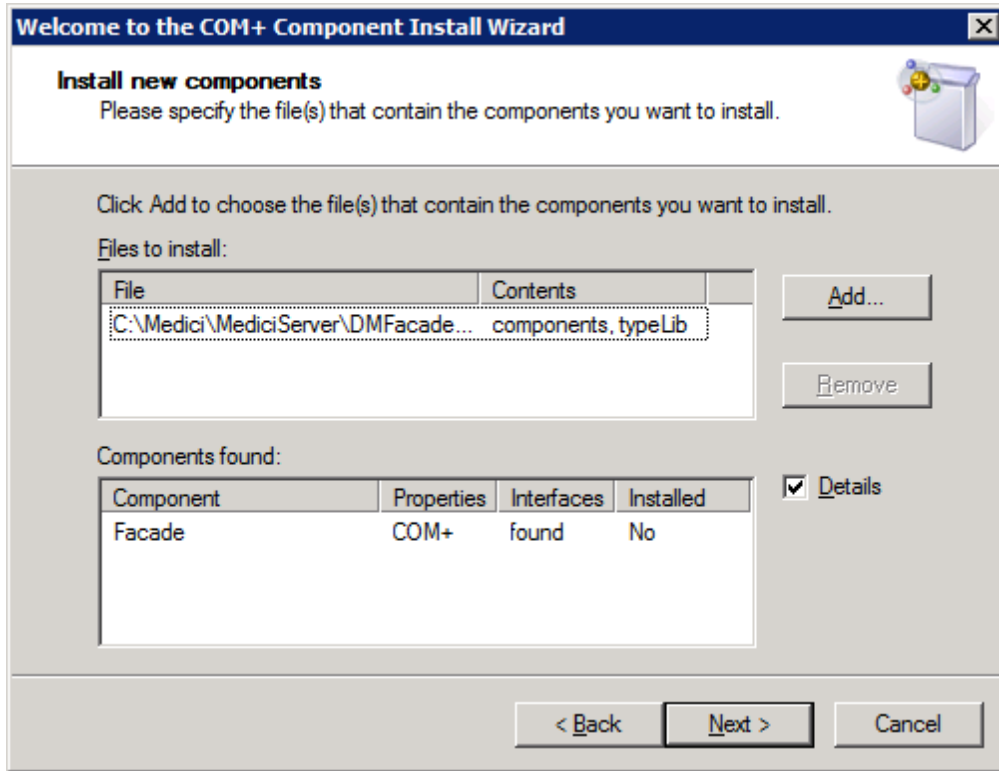 Welcome to the COM+ Component Install Wizard
Install new components
Please specify the file(s) that contain the components you want to install.
Click Add to choose the file(s) that contain the components you want to install.
Files to install:
File Contents
Add...
C:\Medici\MediciServer\DMFacade... components, typeLib
Remove
Components found:
Details
Component Properties Interfaces Installed
Facade COM+ found No
< Back Next > Cancel